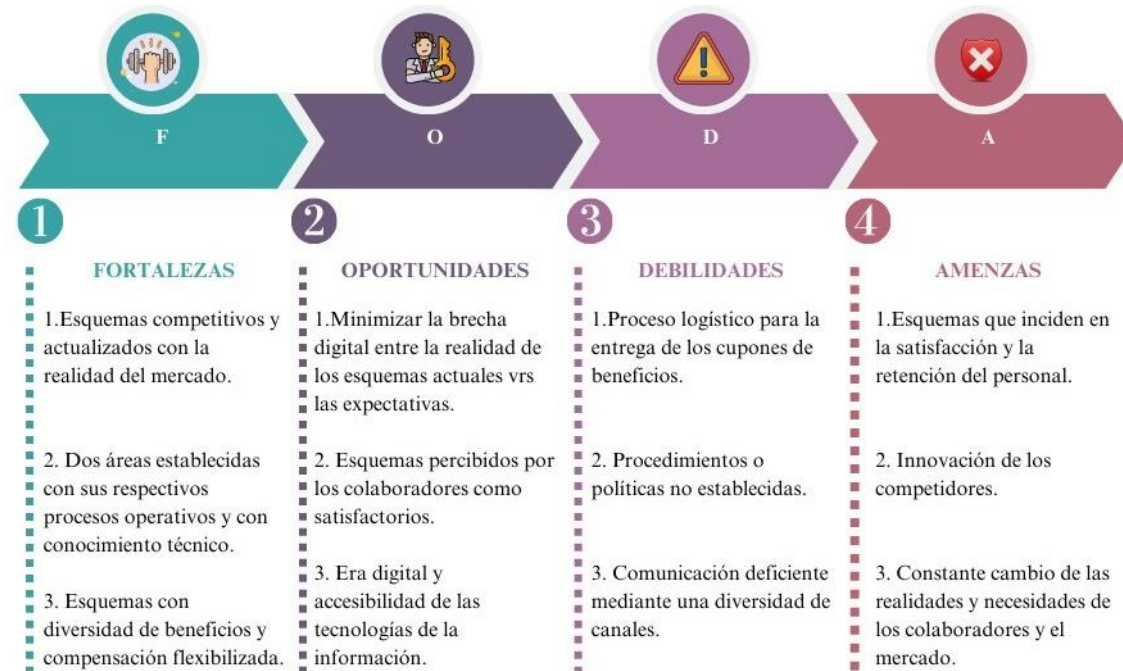 F
O
D
A
1
2
3
4
FORTALEZAS
1.Esquemas competitivos y
actualizados con la
realidad del mercado.
2. Dos áreas establecidas
con sus respectivos
procesos operativos y con
conocimiento técnico.
3. Esquemas con
diversidad de beneficios y
compensación flexibilizada.
OPORTUNIDADES
1.Minimizar la brecha
digital entre la realidad de
los esquemas actuales vrs
las expectativas.
2. Esquemas percibidos por
los colaboradores como
satisfactorios.
3. Era digital y
accesibilidad de las
tecnologías de la
información.
DEBILIDADES
1.Proceso logístico para la
entrega de los cupones de
beneficios.
2. Procedimientos o
políticas no establecidas.
3. Comunicación deficiente
mediante una diversidad de
canales.
AMENZAS
1.Esquemas que inciden en
la satisfacción y la
retención del personal.
2. Innovación de los
competidores.
3. Constante cambio de las
realidades y necesidades de
los colaboradores y el
mercado.